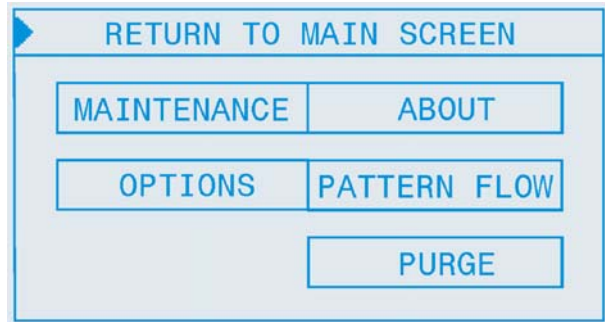 RETURN TO MAIN SCREEN
MAINTENANCE ABOUT
OPTIONS PATTERN FLOW
PURGE